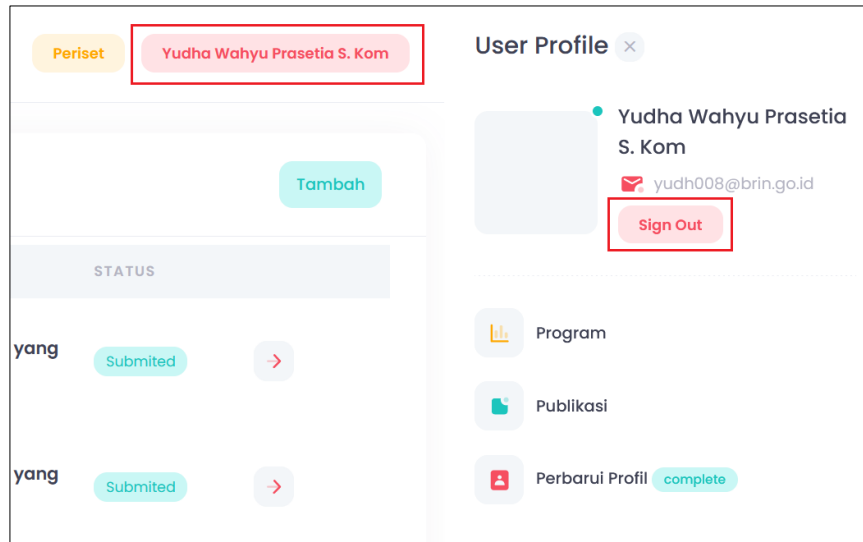 Periset
Yudha Wahyu Prasetia S. Kom
Tambah
STATUS
yang
Submited
yang
Submited
User Profile
Yudha Wahyu Prasetia
S. Kom
yudh008@brin.go.id
Sign Out
Program
Publikasi
Perbarui Profil complete